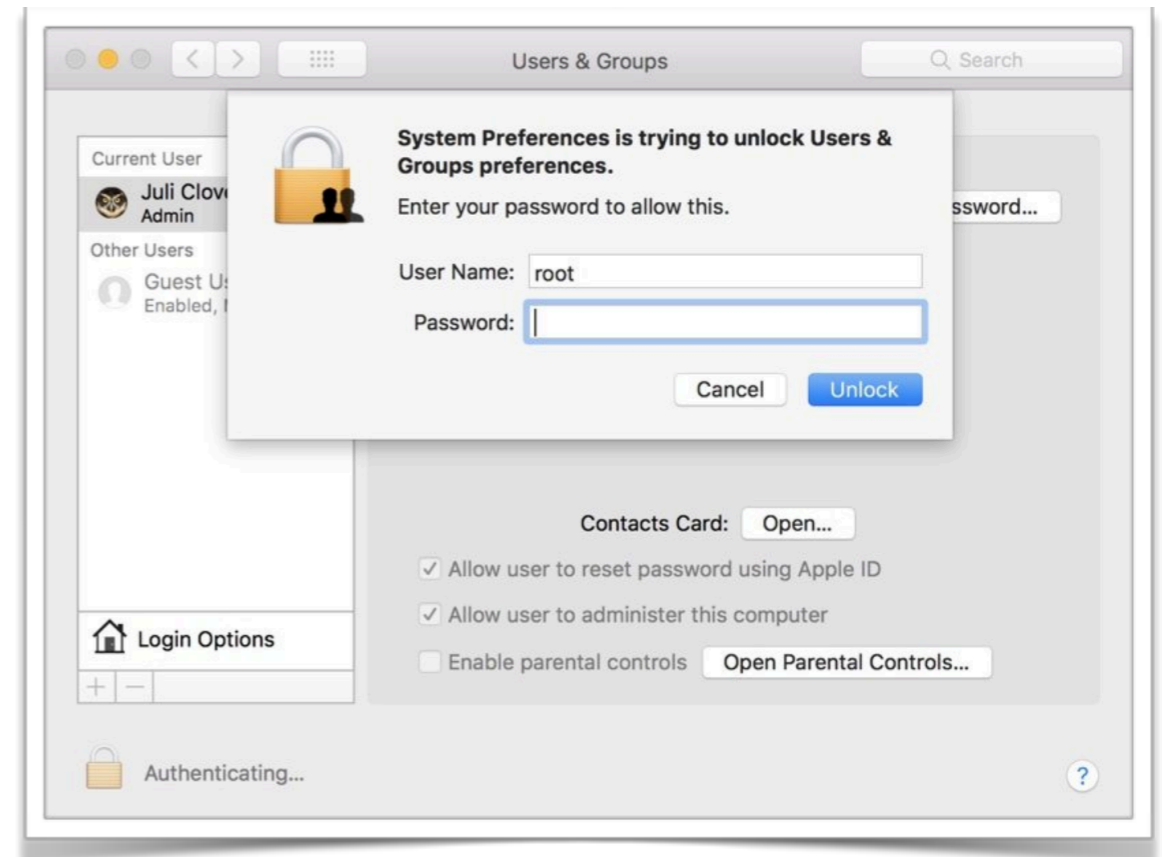 Users & Groups
Search
System Preferences is trying to unlock Users &
Groups preferences.
Enter your password to allow this.
User Name: root
Password:
Cancel
Unlock
Current User
Juli
Admin
Other Users
Guest
Enabled,
Contacts Card: Open...
Allow user to reset password using Apple ID
Allow user to administer this computer
Enable parental controls Open Parental Controls...
Login Options
+ −
Authenticating...
?